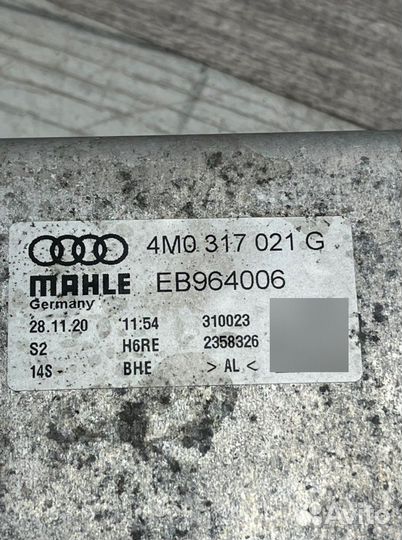 4M0 317 021 G
MAHLE EB964006
Germany
28.11.20 11:54 310023
S2 H6RE 2358326
14S BHE >AL<
Avito